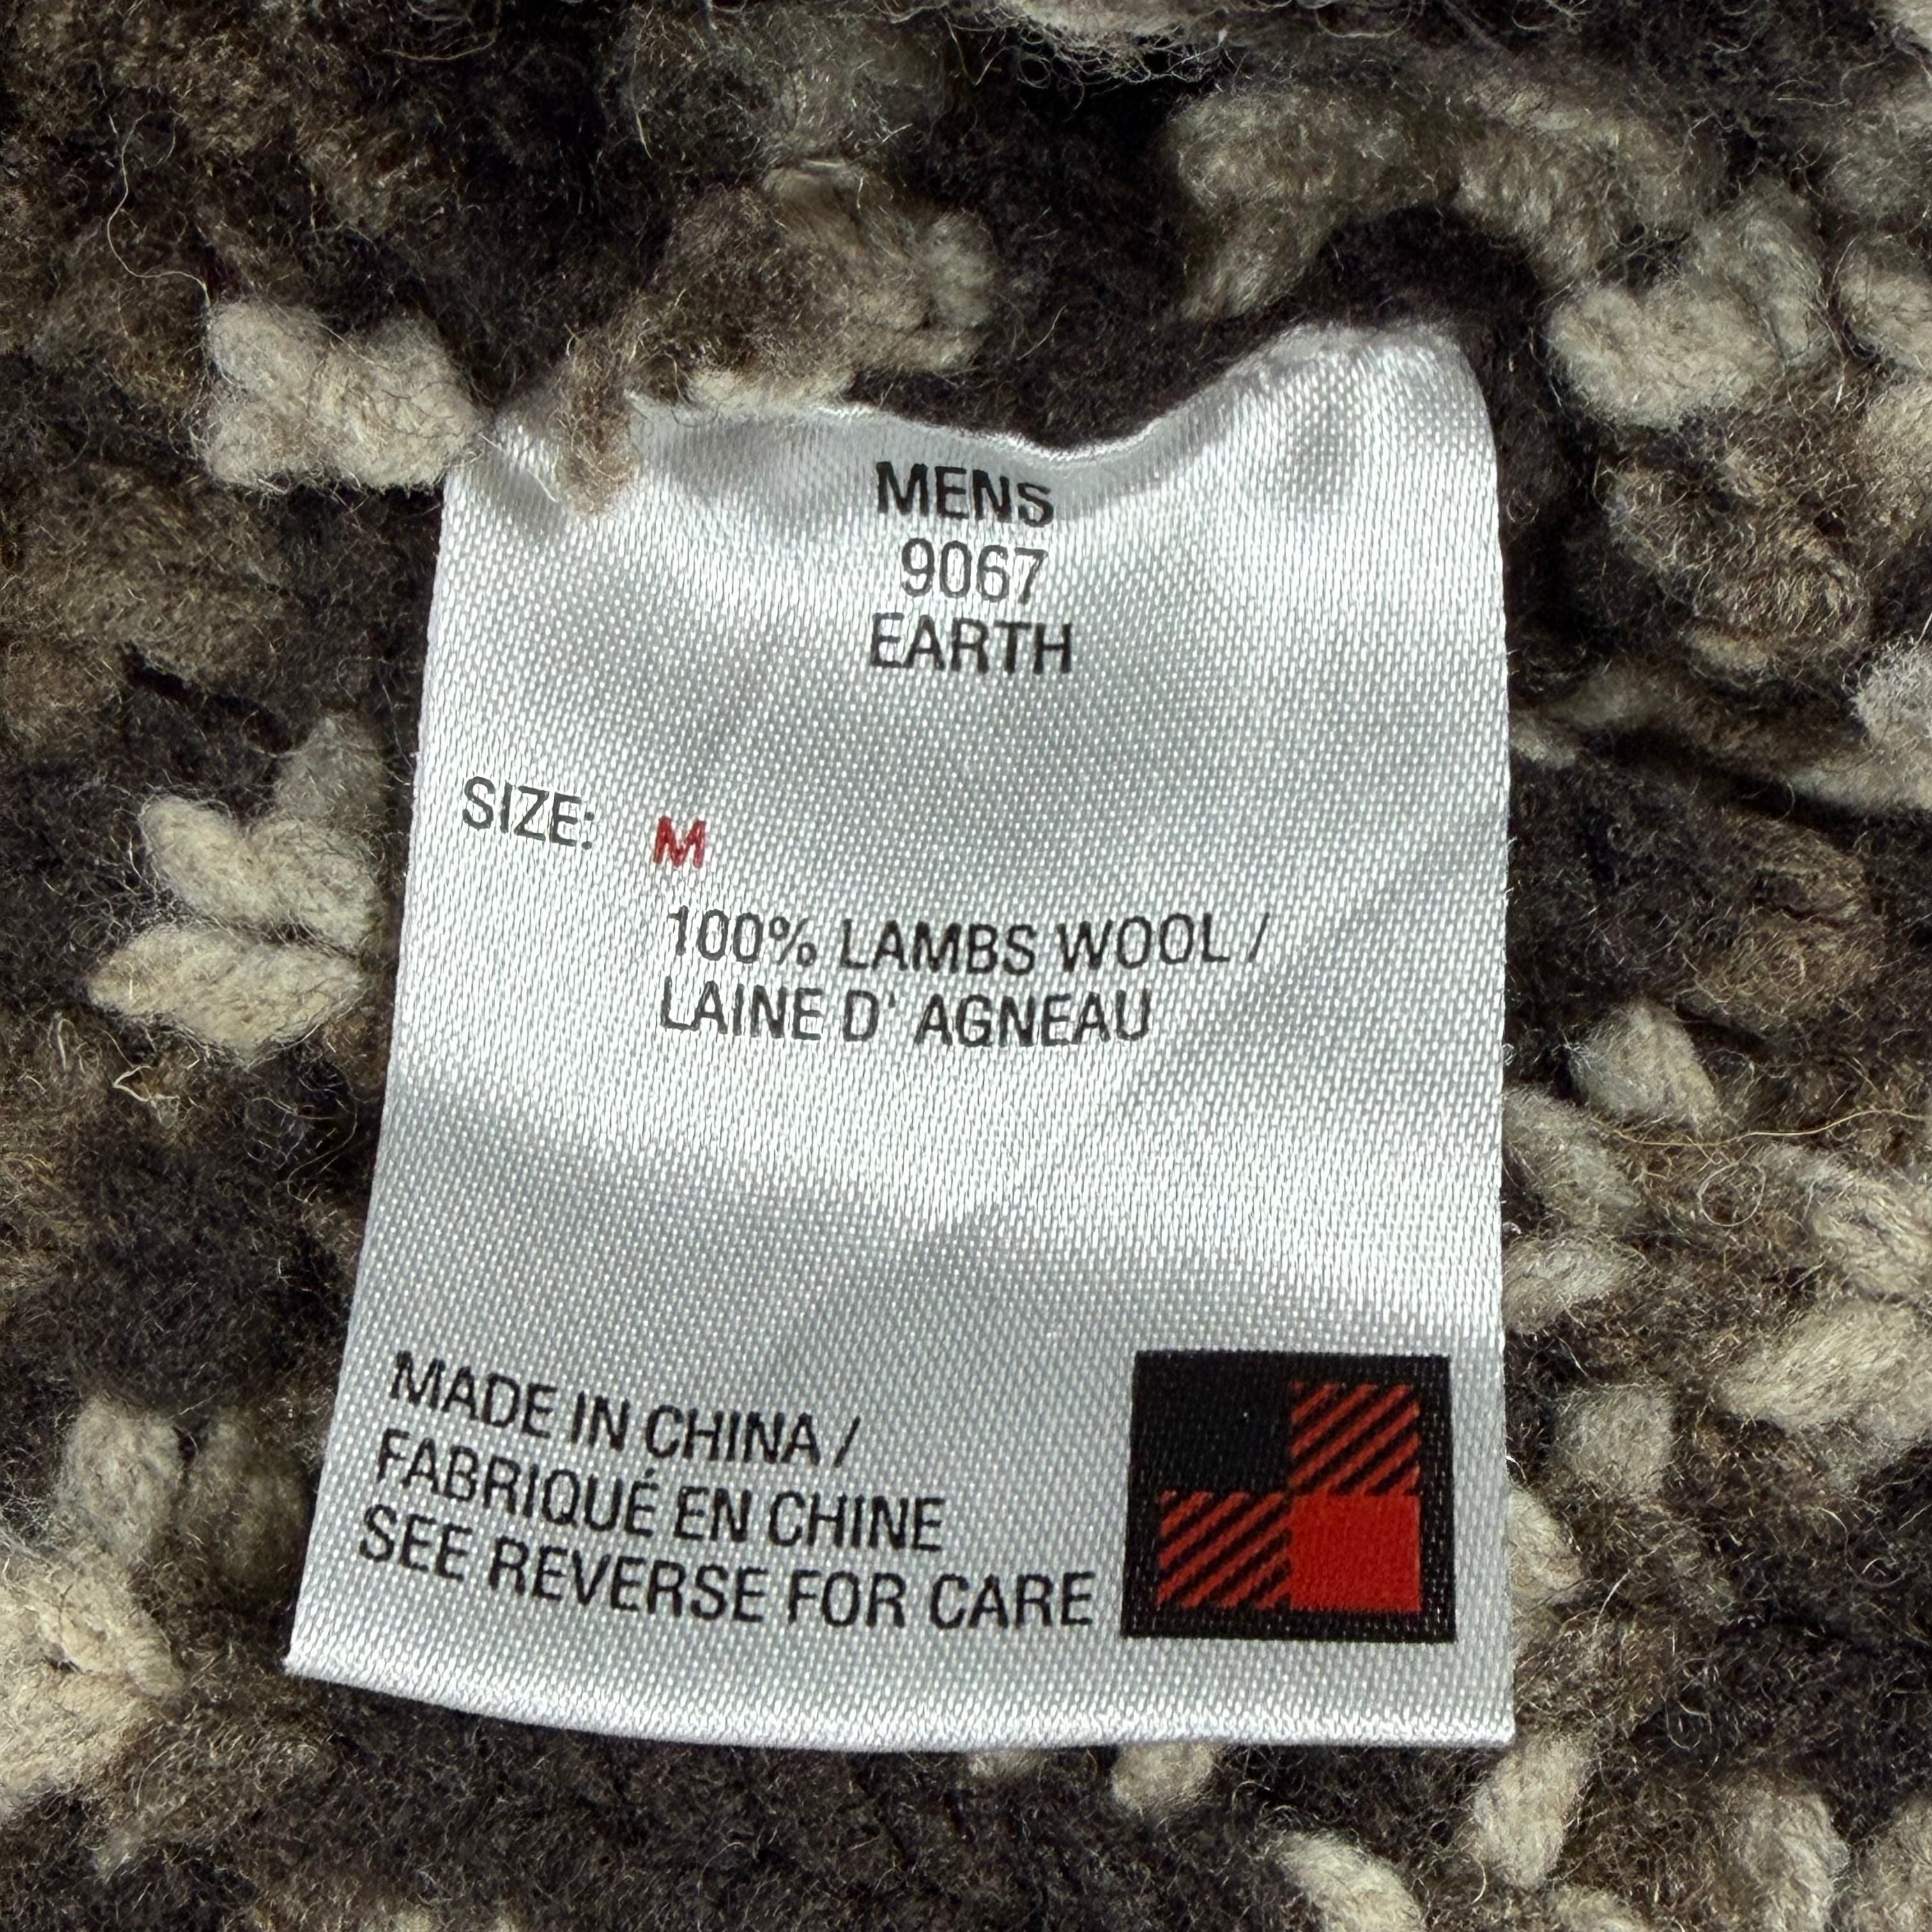 MENS
9067
EARTH
SIZE: M
100% LAMBS WOOL /
LAINE D' AGNEAU
MADE IN CHINA /
FABRIQUÉ EN CHINE
SEE REVERSE FOR CARE